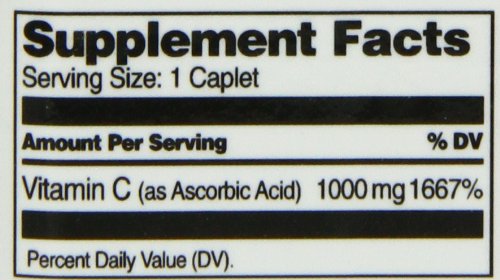 Supplement Facts
Serving Size: 1 Caplet
Amount Per Serving % DV
Vitamin C (as Ascorbic Acid) 1000 mg 1667%
Percent Daily Value (DV).